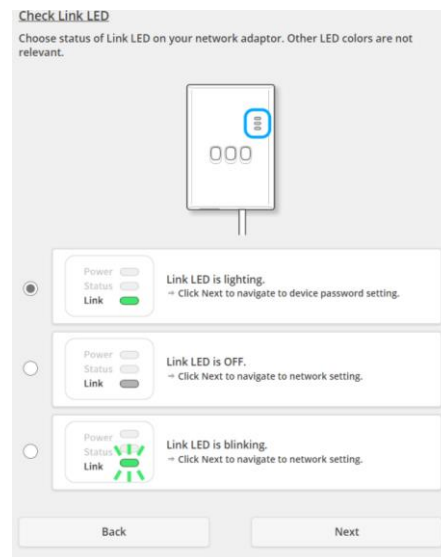 Check Link LED
Choose status of Link LED on your network adaptor. Other LED colors are not
relevant.
Power
Status
Link
Link LED is lighting.
→ Click Next to navigate to device password setting.
Power
Status
Link
Link LED is OFF.
→ Click Next to navigate to network setting.
Power
Status
Link
Link LED is blinking.
→ Click Next to navigate to network setting.
Back
Next